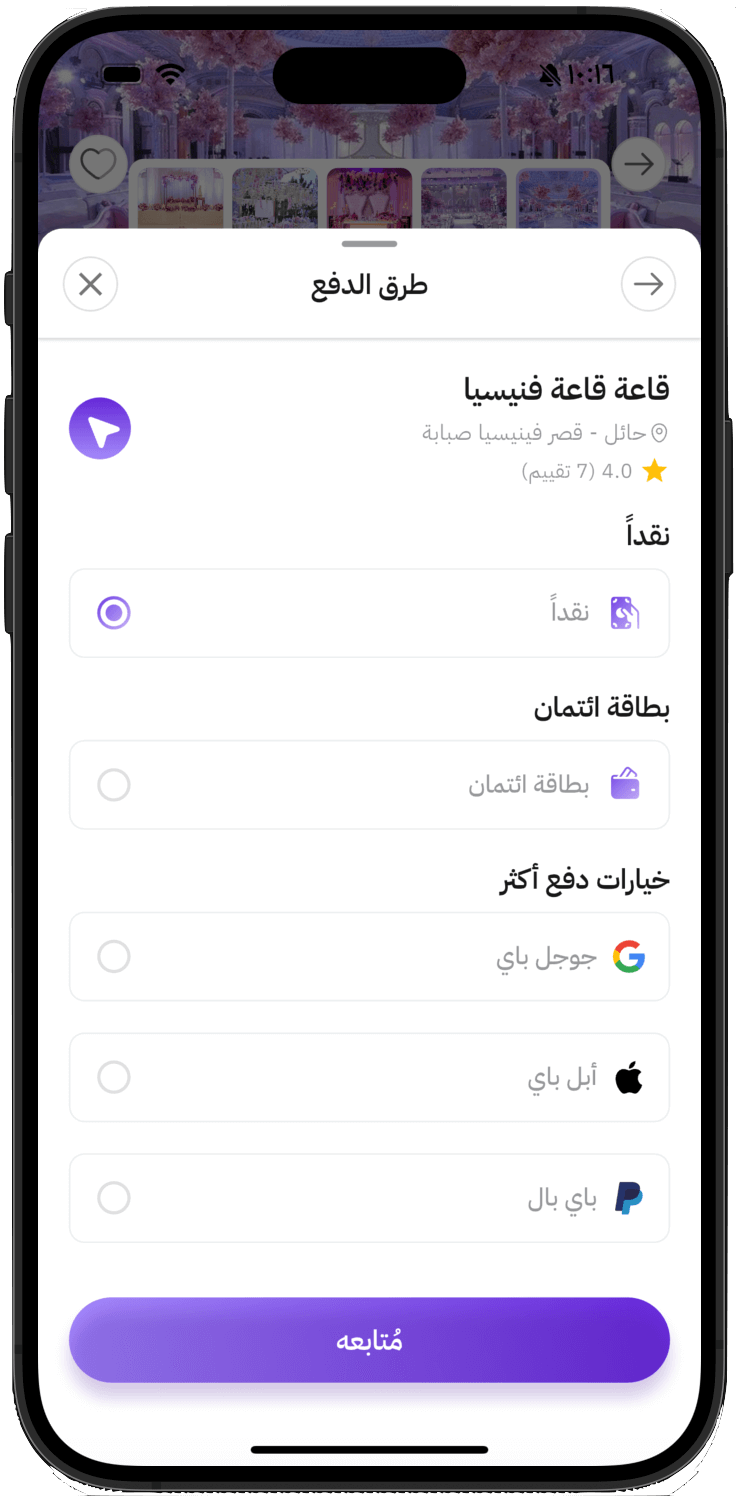 ١٠:١٦
طرق الدفع
قاعة قاعة فنيسيا
حائل - قصر فينيسيا صبابة
4.0 (7 تقييم)
نقداً
نقداً
بطاقة ائتمان
بطاقة ائتمان
خيارات دفع أكثر
جوجل باي
أبل باي
باي بال
مُتابعه